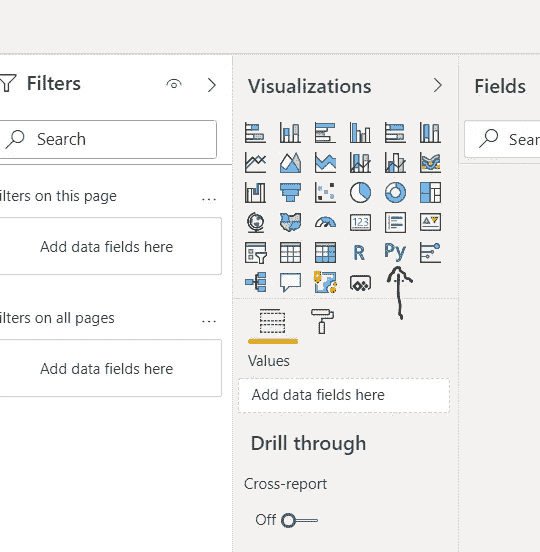 Filters
Search
ilters on this page
...
Add data fields here
ilters on all pages
...
Add data fields here
Visualizations
123
R
Py
Values
Add data fields here
Drill through
Cross-report
Off
Fields
Sear